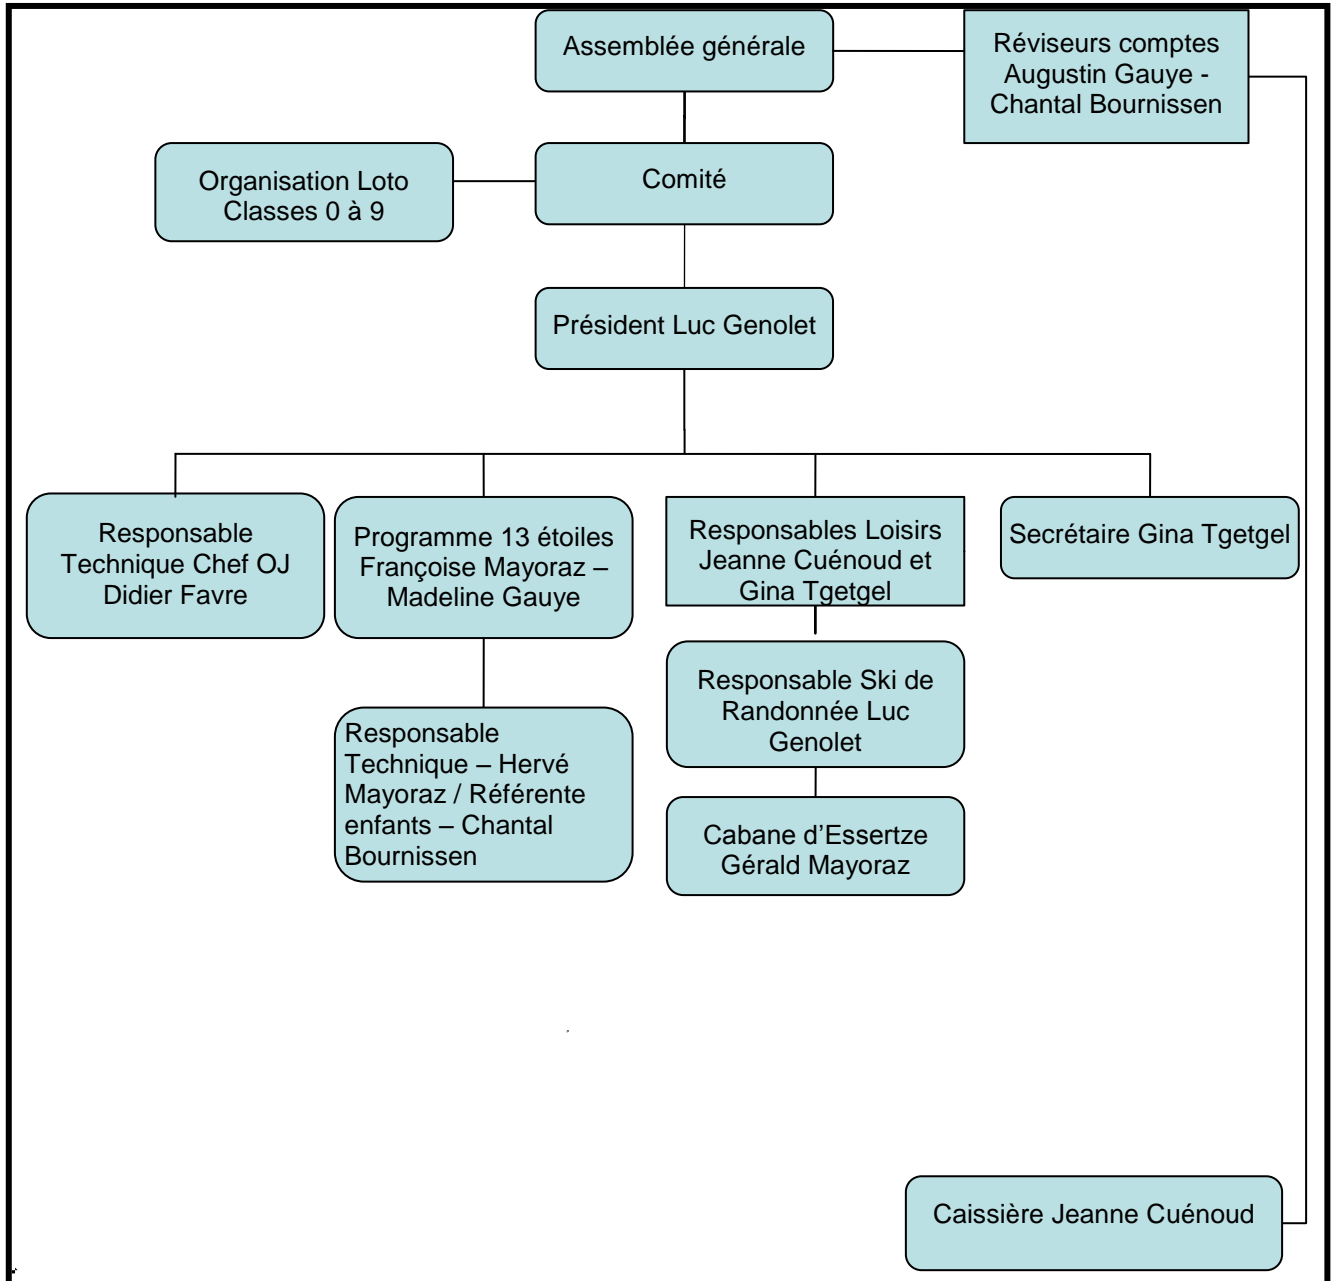 Assemblée générale
Réviseurs comptes
Augustin Gauye -
Chantal Bournissen
Organisation Loto
Classes 0 à 9
Comité
Président Luc Genolet
Responsable
Technique Chef OJ
Didier Favre
Programme 13 étoiles
Françoise Mayoraz –
Madeline Gauye
Responsables Loisirs
Jeanne Cuénoud et
Gina Tgetgel
Secrétaire Gina Tgetgel
Responsable
Technique – Hervé
Mayoraz / Référente
enfants – Chantal
Bournissen
Responsable Ski de
Randonnée Luc
Genolet
Cabane d’Essertze
Gérald Mayoraz
Caissière Jeanne Cuénoud